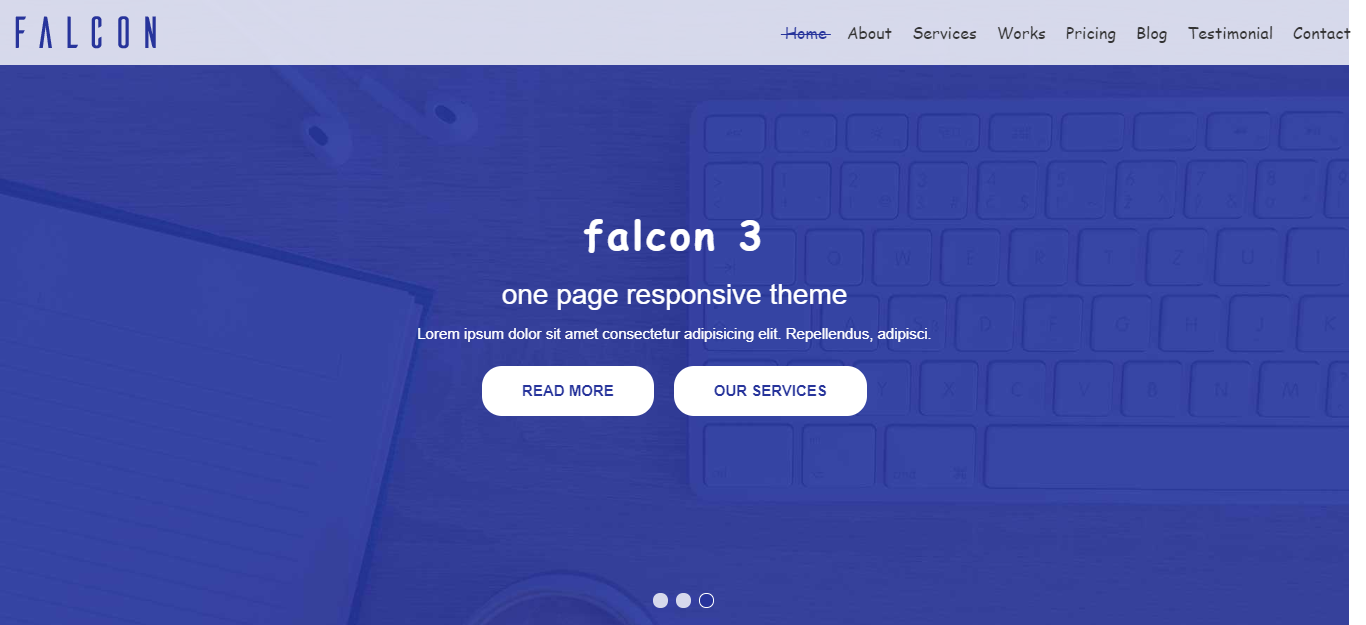 FALCON
Home About Services Works Pricing Blog Testimonial Contact
falcon 3
one page responsive theme
Lorem ipsum dolor sit amet consectetur adipisicing elit. Repellendus, adipisci.
READ MORE OUR SERVICES